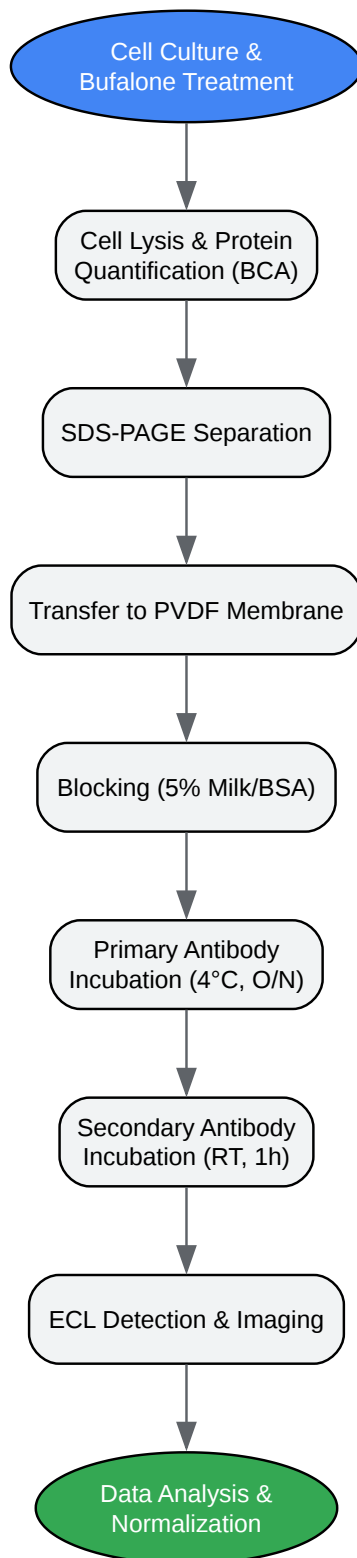 Cell Culture &
Bufalone Treatment
Cell Lysis & Protein
Quantification (BCA)
SDS-PAGE Separation
Transfer to PVDF Membrane
Blocking (5% Milk/BSA)
Primary Antibody
Incubation (4°C, O/N)
Secondary Antibody
Incubation (RT, 1h)
ECL Detection & Imaging
Data Analysis &
Normalization